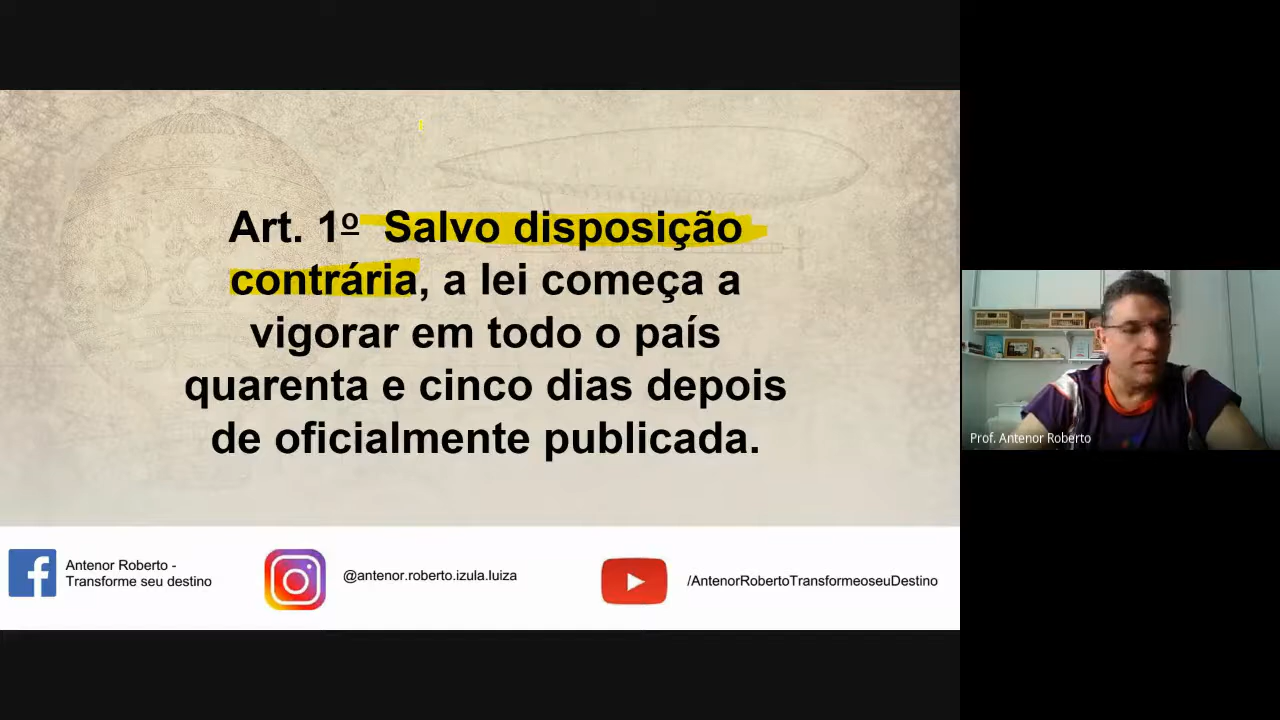 Art. 1º Salvo disposição
contrária, a lei começa a
vigorar em todo o país
quarenta e cinco dias depois
de oficialmente publicada.
Prof. Antenor Roberto
Antenor Roberto -
Transforme seu destino
@antenor.roberto.izula.luiza
/AntenorRobertoTransformeoseuDestino